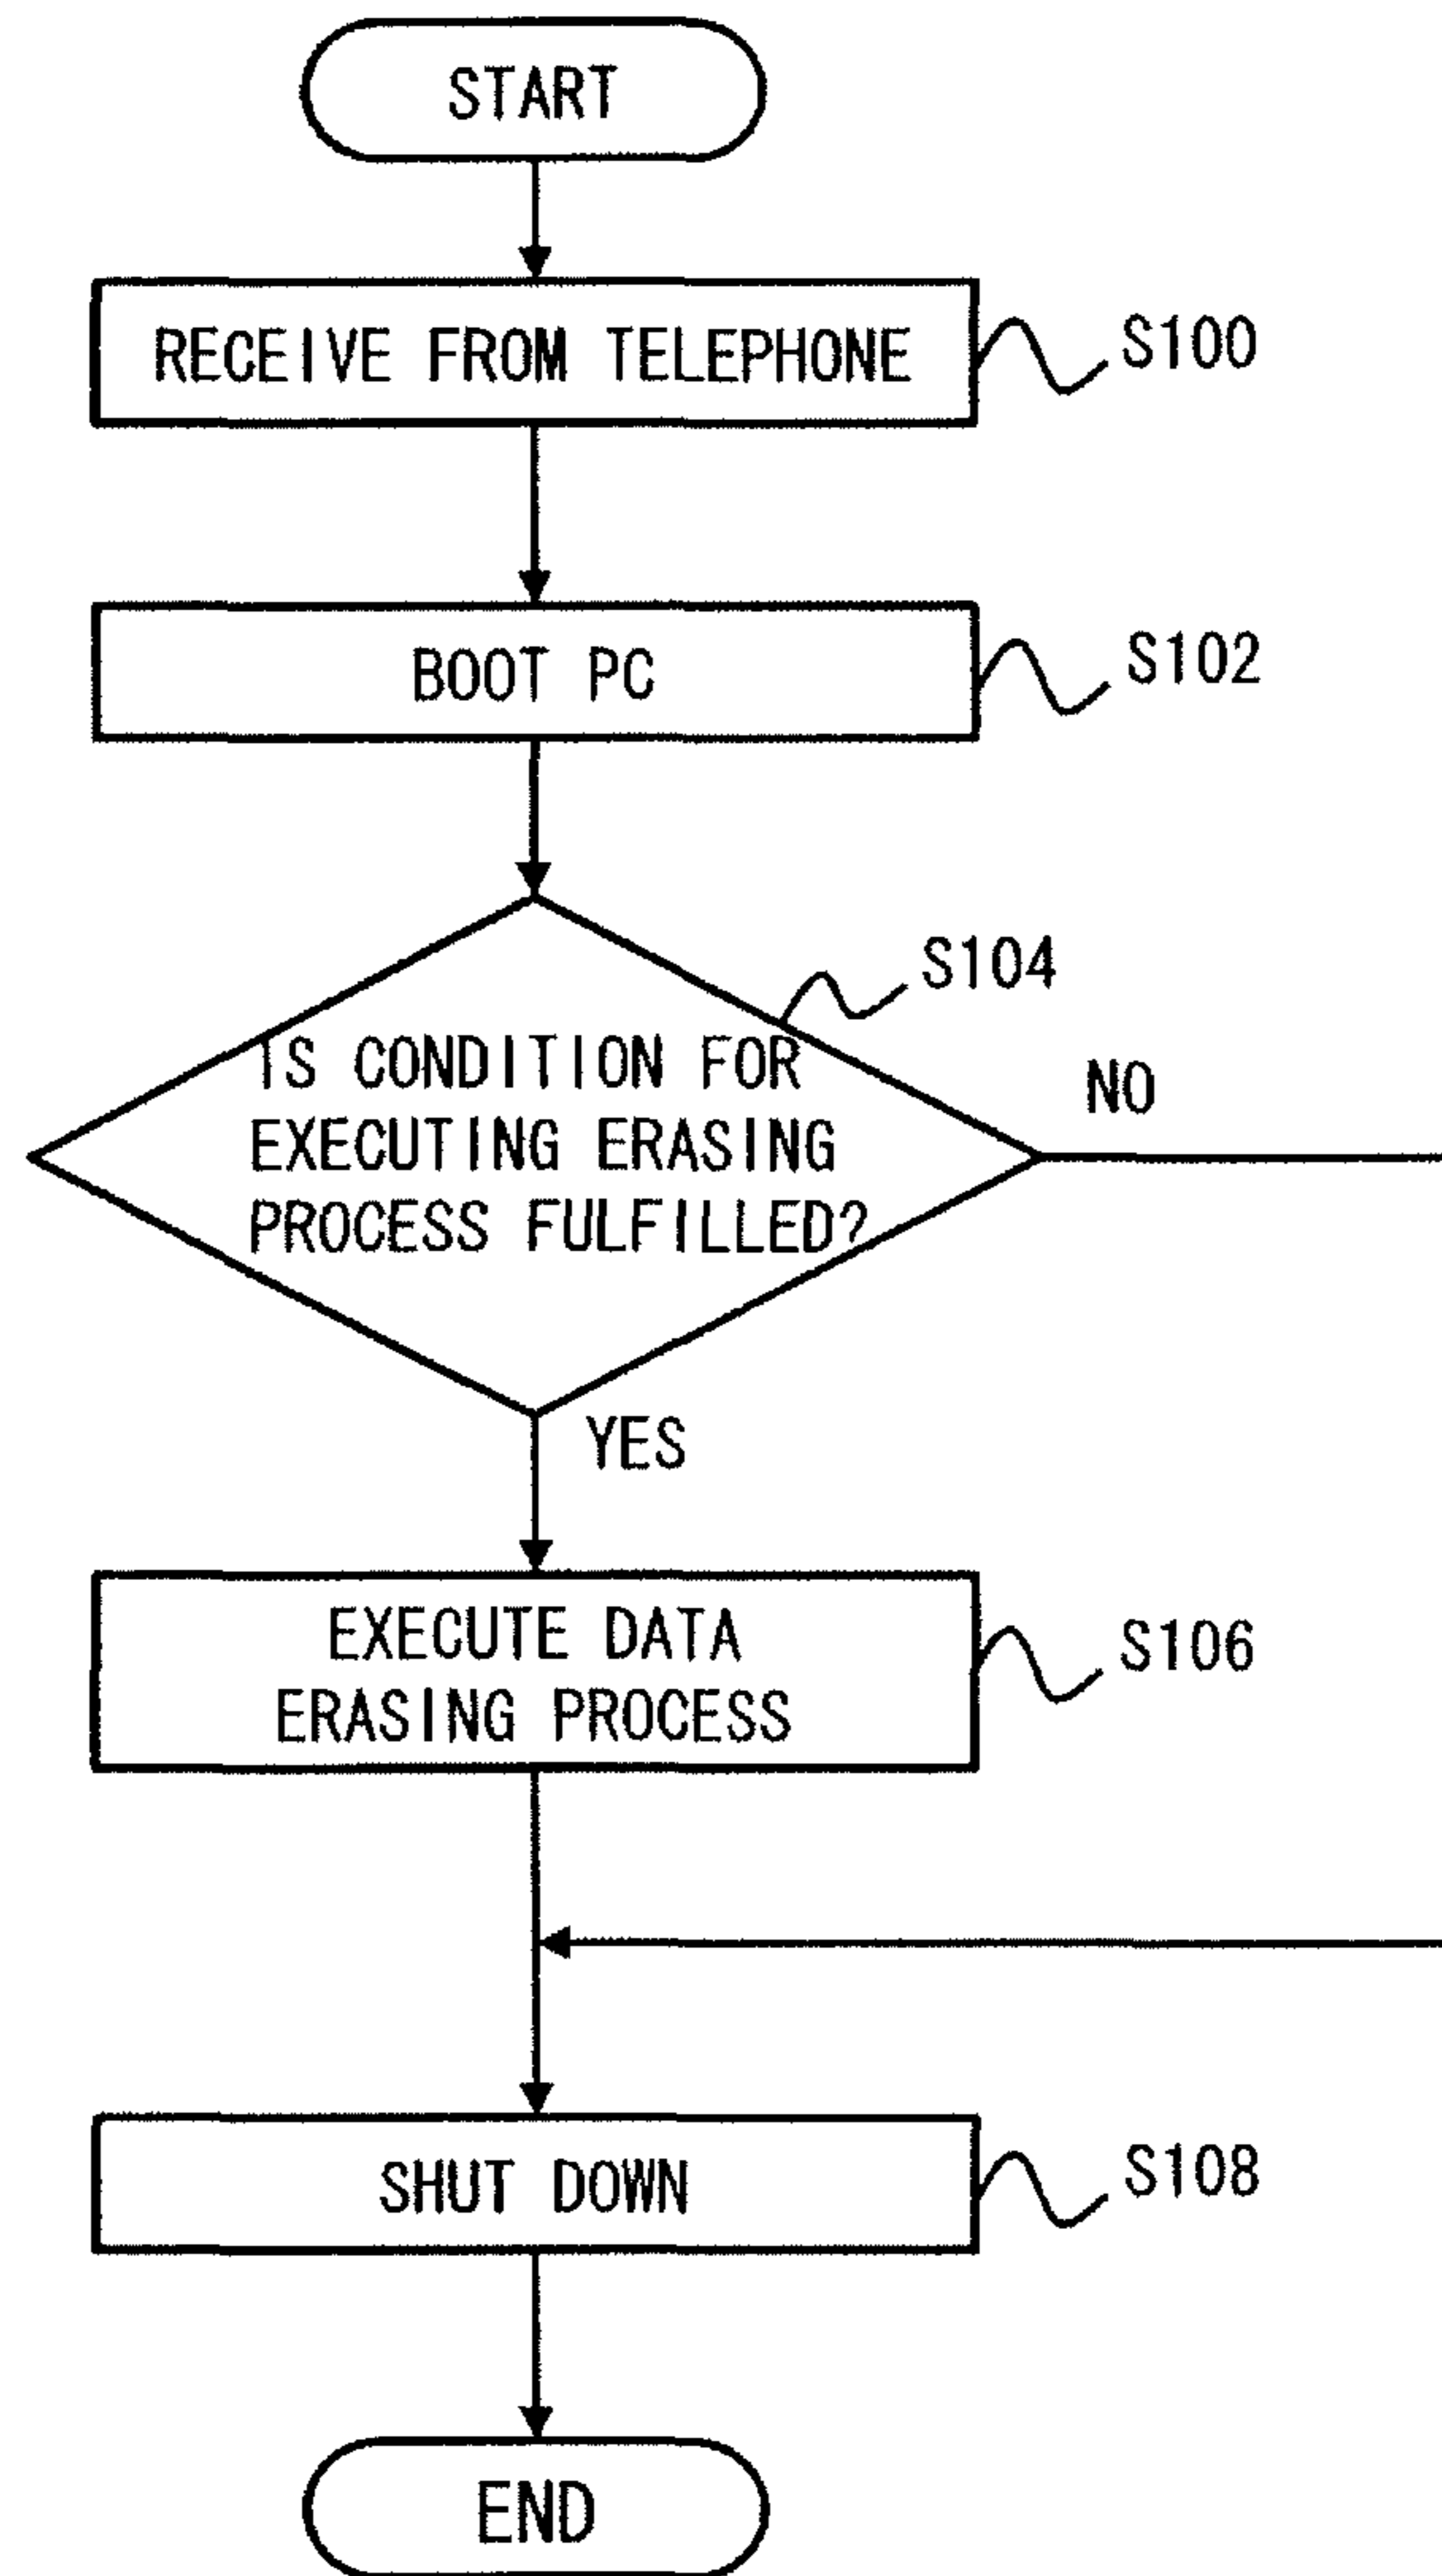 START
RECEIVE FROM TELEPHONE
S100
BOOT PC
S102
S104
IS CONDITION FOR
EXECUTING ERASING
PROCESS FULFILLED?
NO
YES
EXECUTE DATA
ERASING PROCESS
S106
SHUT DOWN
S108
END